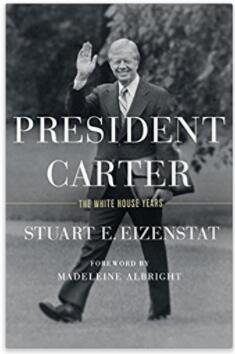 PRESIDENT
CARTER
THE WHITE HOUSE YEARS
STUART E. EIZENSTAT
FOREWORD BY
MADELEINE ALBRIGHT